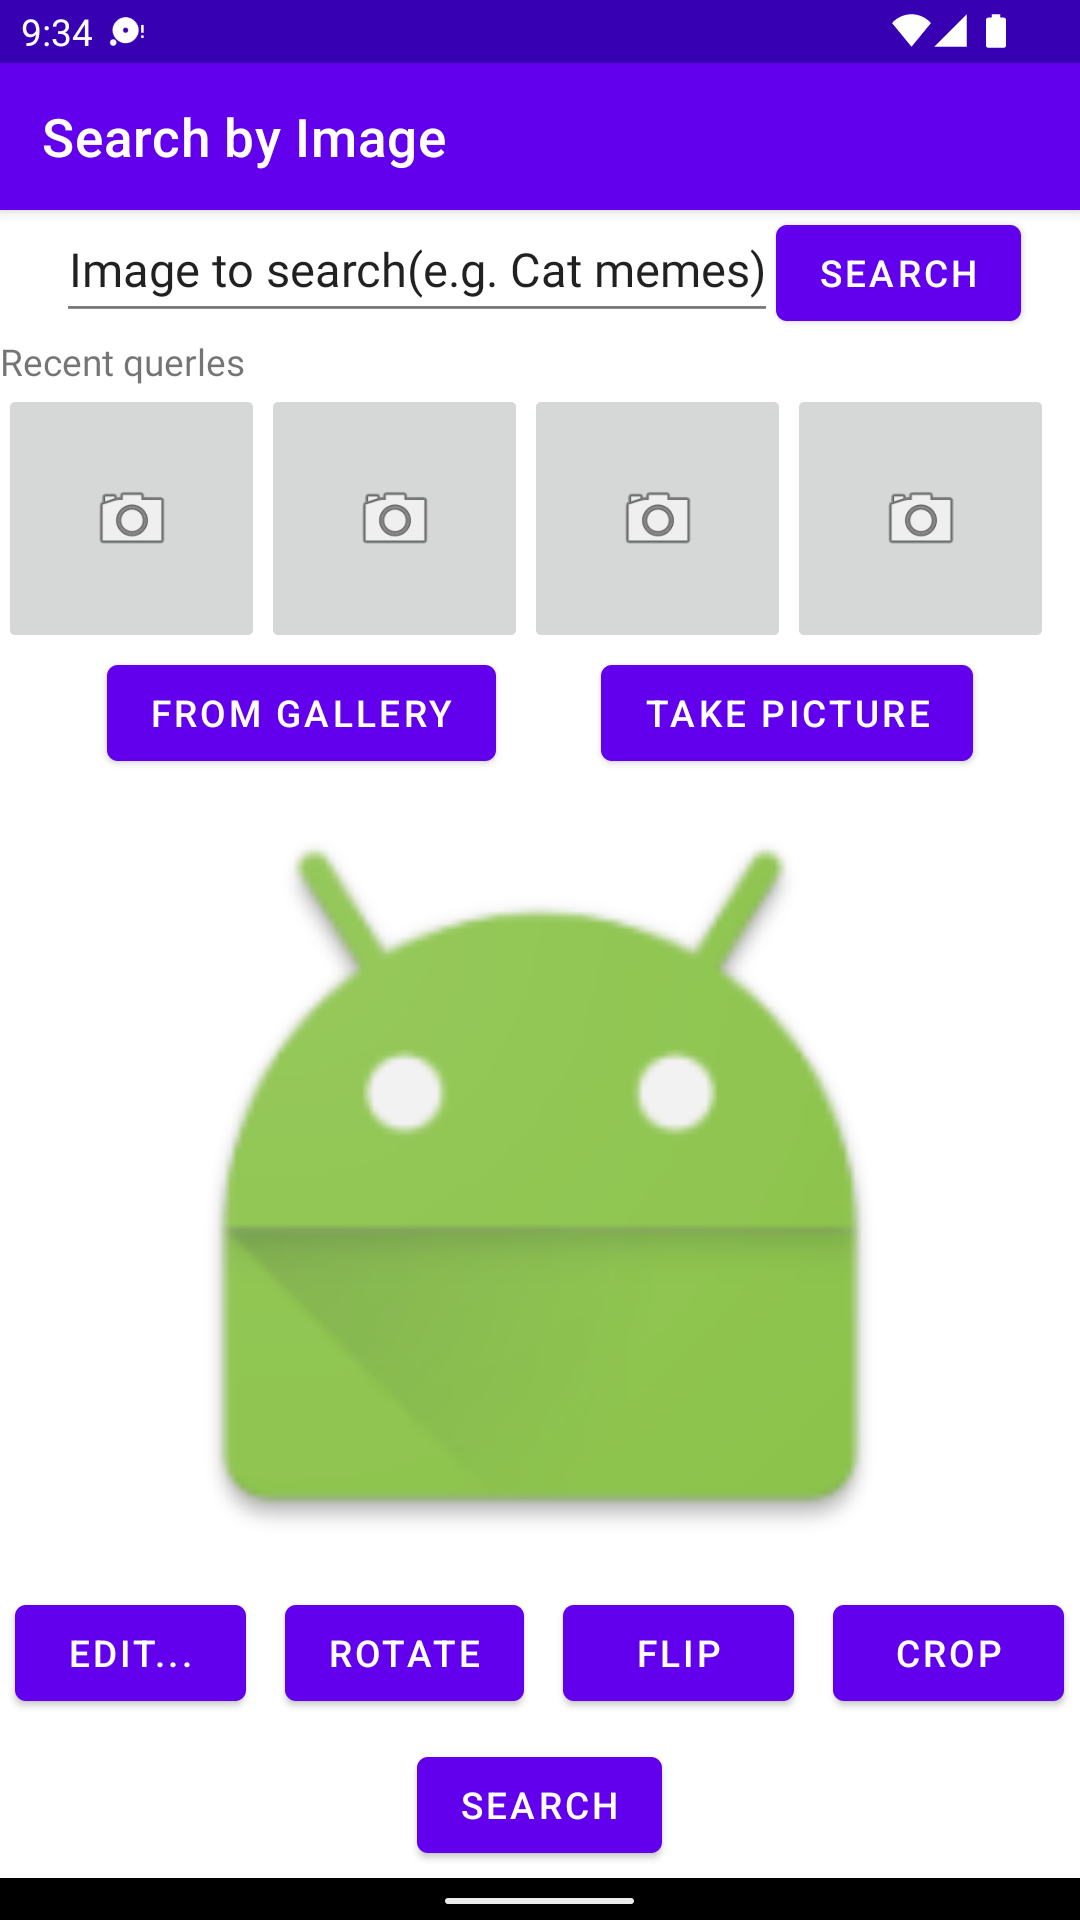 9:34
Search by Image
Image to search(e.g. Cat memes)
SEARCH
Recent querles
FROM GALLERY
TAKE PICTURE
EDIT...
ROTATE
FLIP
CROP
SEARCH